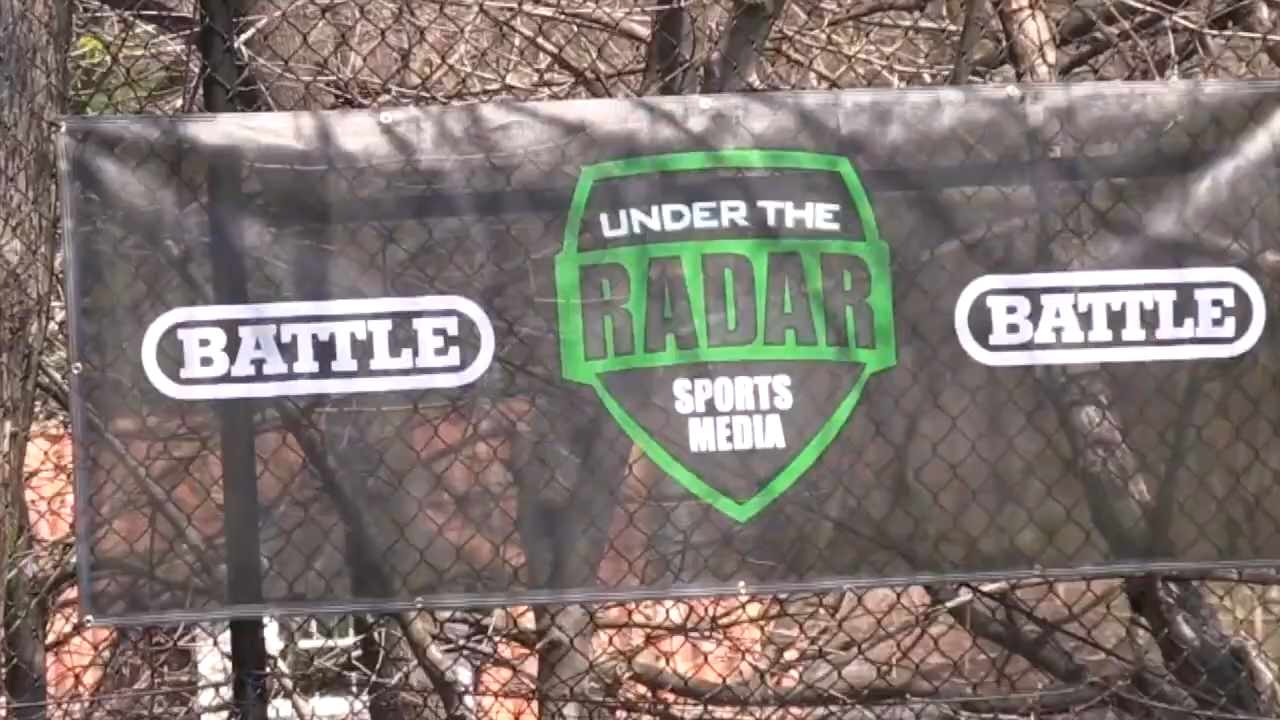 BATTLE
UNDER THE
RADAR
SPORTS
MEDIA
BATTLE